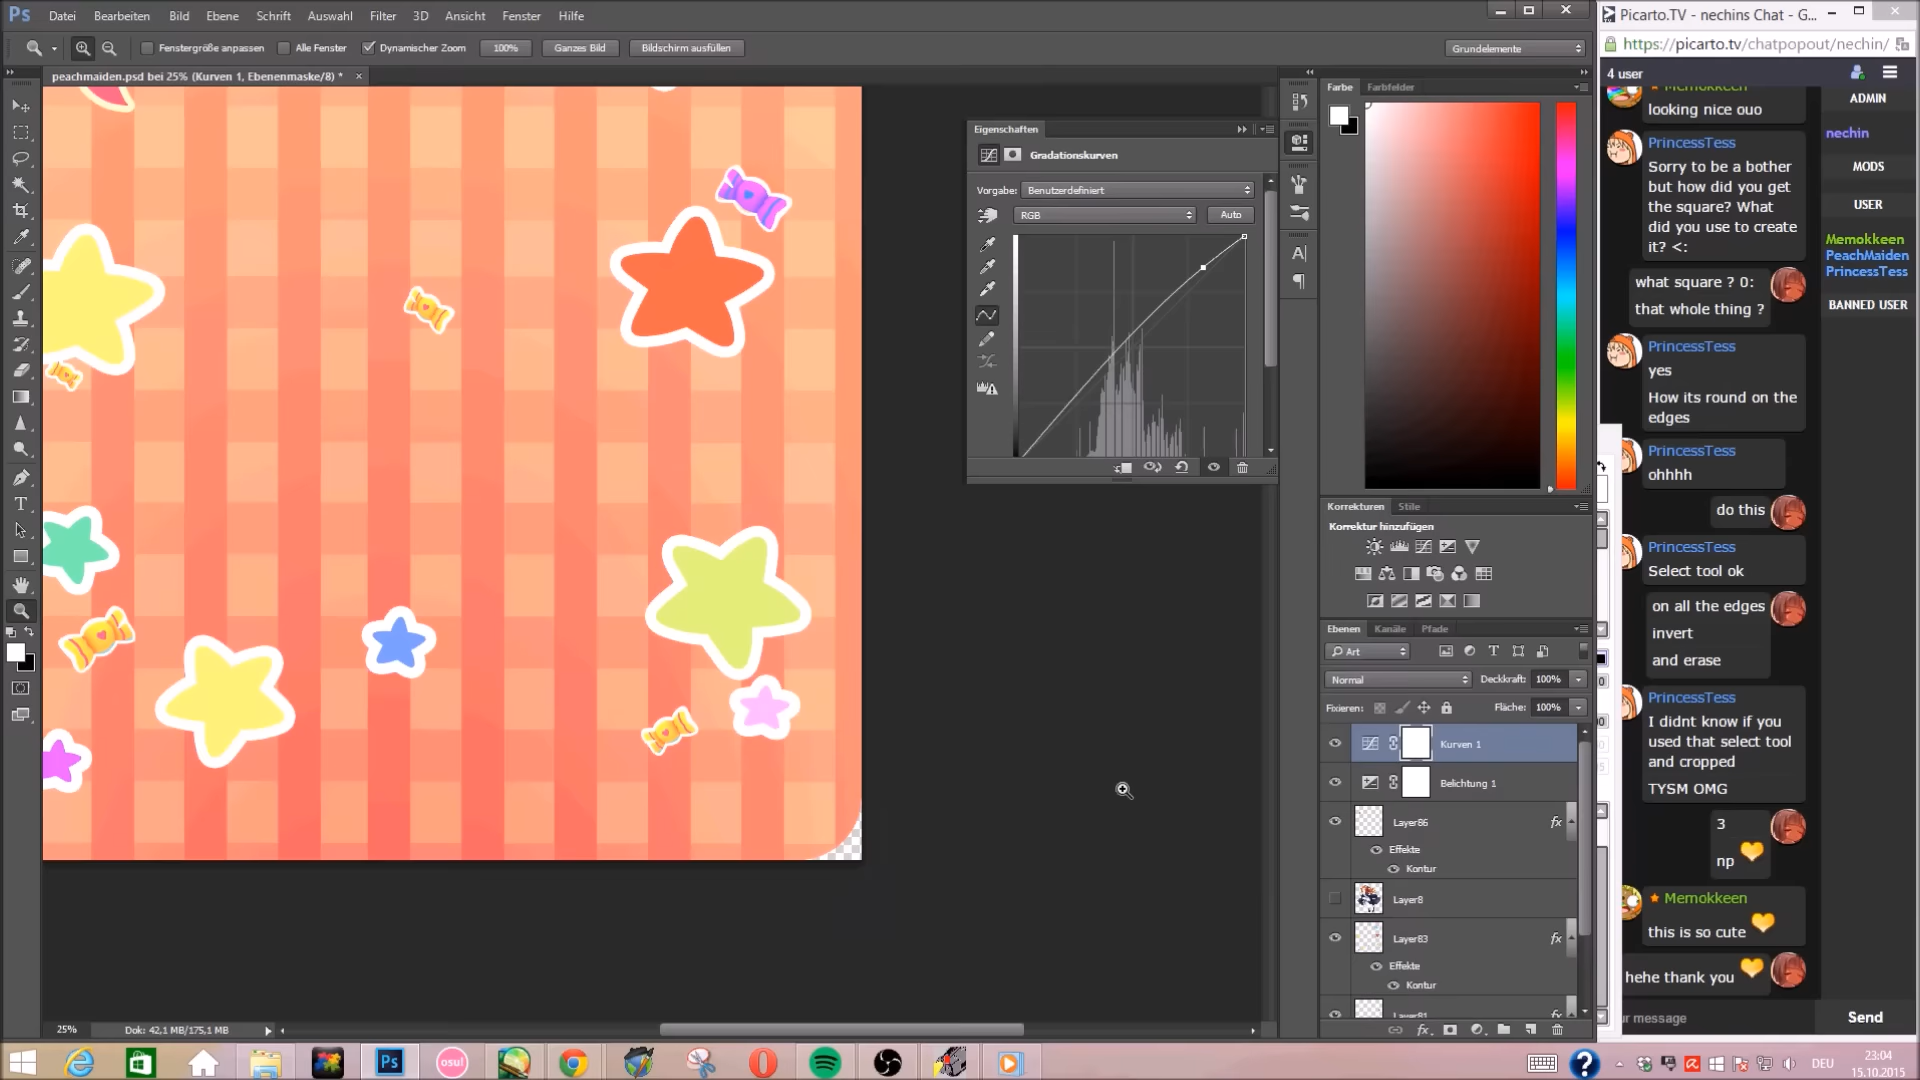 Ps Datei Bearbeiten Bild Ebene Schrift Auswahl Filter 3D Ansicht Fenster Hilfe
Fenstergröße anpassen Alle Fenster Dynamischer Zoom 100% Ganzes Bild Bildschirm ausfüllen Grundelemente
peachmaiden.psd bei 25% (Kurven 1, Ebenenmaske/8) * ×
Eigenschaften
Gradationskurven
Vorgabe: Benutzerdefiniert
RGB Auto
Farbe Farbfelder
Korrekturen Stile
Korrektur hinzufügen
Ebenen Kanäle Pfade
Art
Normal Deckkraft: 100%
Fixieren: Fläche: 100%
Kurven 1
Belichtung 1
Layer86 fx
Effekte
Kontur
Layer8
Layer83 fx
Effekte
Kontur
Layer81 fx
25% Dok: 42,1 MB/175,1 MB
Picarto.TV - nechins Chat - G...
https://picarto.tv/chatpopout/nechin/
4 user
Memokkeen
looking nice ouo
PrincessTess
Sorry to be a bother
but how did you get
the square? What
did you use to create
it? <:
what square ? 0:
that whole thing ?
PrincessTess
yes
How its round on the
edges
PrincessTess
ohhhh
do this
PrincessTess
Select tool ok
on all the edges
invert
and erase
PrincessTess
I didnt know if you
used that select tool
and cropped
TYSM OMG
3
np
Memokkeen
this is so cute
hehe thank you
ur message Send
ADMIN
nechin
MODS
USER
Memokkeen
PeachMaiden
PrincessTess
BANNED USER
Ps osu! DEU 23:04
15.10.2015